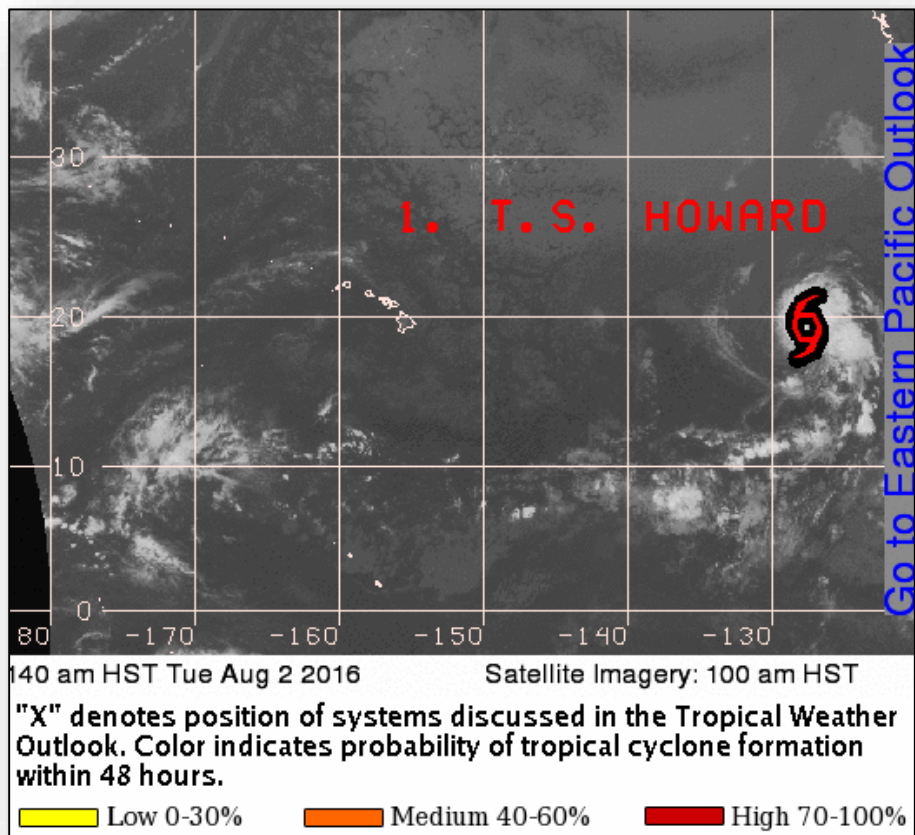 30
1. T.S. HOWARD
20
10
0
80 -170 -160 -150 -140 -130
Go to Eastern Pacific Outlook
140 am HST Tue Aug 2 2016 Satellite Imagery: 100 am HST
"X" denotes position of systems discussed in the Tropical Weather
Outlook. Color indicates probability of tropical cyclone formation
within 48 hours.
Low 0-30% Medium 40-60% High 70-100%